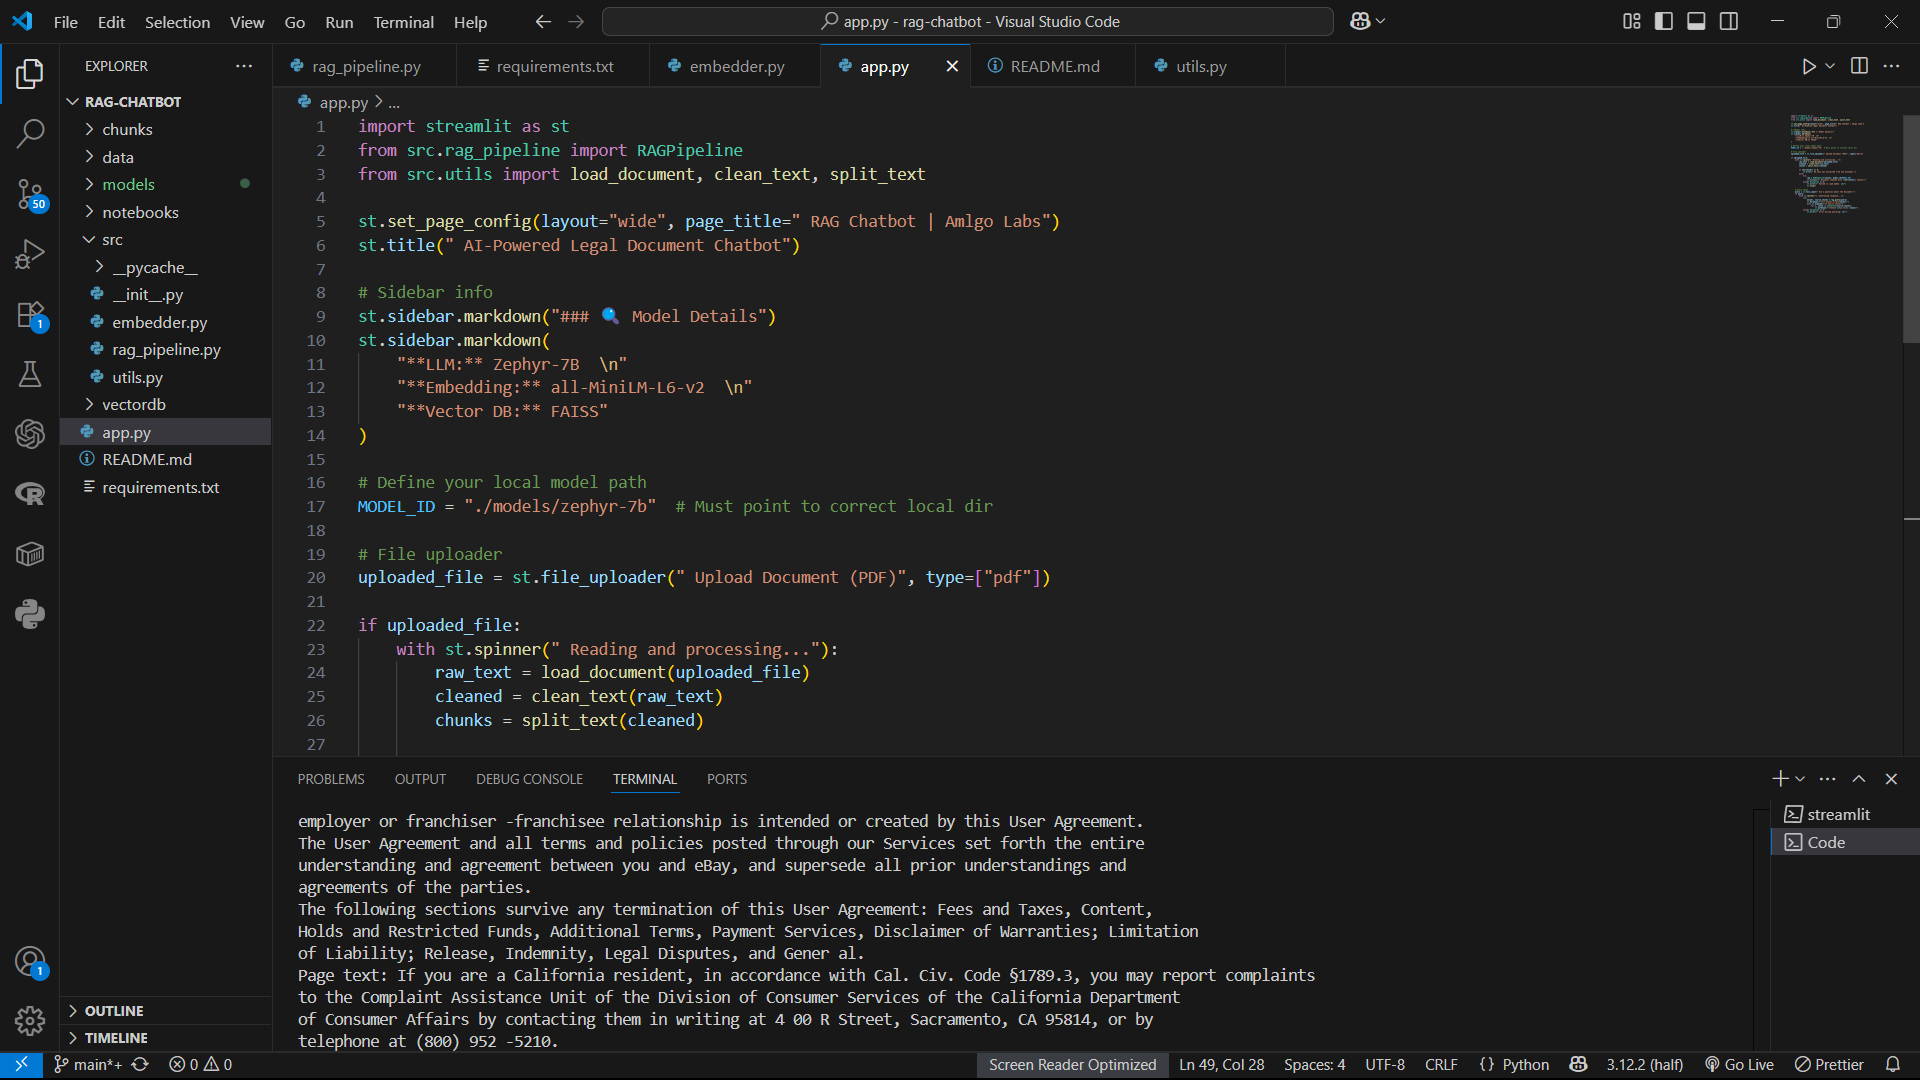 File Edit Selection View Go Run Terminal Help
app.py - rag-chatbot - Visual Studio Code
EXPLORER
RAG-CHATBOT
chunks
data
models
notebooks
src
__pycache__
__init__.py
embedder.py
rag_pipeline.py
utils.py
vectordb
app.py
README.md
requirements.txt
OUTLINE
TIMELINE
50
1
1
rag_pipeline.py requirements.txt embedder.py app.py README.md utils.py
app.py > ...
1 import streamlit as st
2 from src.rag_pipeline import RAGPipeline
3 from src.utils import load_document, clean_text, split_text
4
5 st.set_page_config(layout="wide", page_title=" RAG Chatbot | Amlgo Labs")
6 st.title(" AI-Powered Legal Document Chatbot")
7
8 # Sidebar info
9 st.sidebar.markdown("### 🔍 Model Details")
10 st.sidebar.markdown(
11 "**LLM:** Zephyr-7B  \n"
12 "**Embedding:** all-MiniLM-L6-v2  \n"
13 "**Vector DB:** FAISS"
14 )
15
16 # Define your local model path
17 MODEL_ID = "./models/zephyr-7b"  # Must point to correct local dir
18
19 # File uploader
20 uploaded_file = st.file_uploader(" Upload Document (PDF)", type=["pdf"])
21
22 if uploaded_file:
23 with st.spinner(" Reading and processing..."):
24 raw_text = load_document(uploaded_file)
25 cleaned = clean_text(raw_text)
26 chunks = split_text(cleaned)
27
PROBLEMS OUTPUT DEBUG CONSOLE TERMINAL PORTS
employer or franchiser -franchisee relationship is intended or created by this User Agreement.
The User Agreement and all terms and policies posted through our Services set forth the entire
understanding and agreement between you and eBay, and supersede all prior understandings and
agreements of the parties.
The following sections survive any termination of this User Agreement: Fees and Taxes, Content,
Holds and Restricted Funds, Additional Terms, Payment Services, Disclaimer of Warranties; Limitation
of Liability; Release, Indemnity, Legal Disputes, and Gener al.
Page text: If you are a California resident, in accordance with Cal. Civ. Code §1789.3, you may report complaints
to the Complaint Assistance Unit of the Division of Consumer Services of the California Department
of Consumer Affairs by contacting them in writing at 4 00 R Street, Sacramento, CA 95814, or by
telephone at (800) 952 -5210.
streamlit
Code
main*+ 0 0 Screen Reader Optimized Ln 49, Col 28 Spaces: 4 UTF-8 CRLF {} Python 3.12.2 (half) Go Live Prettier